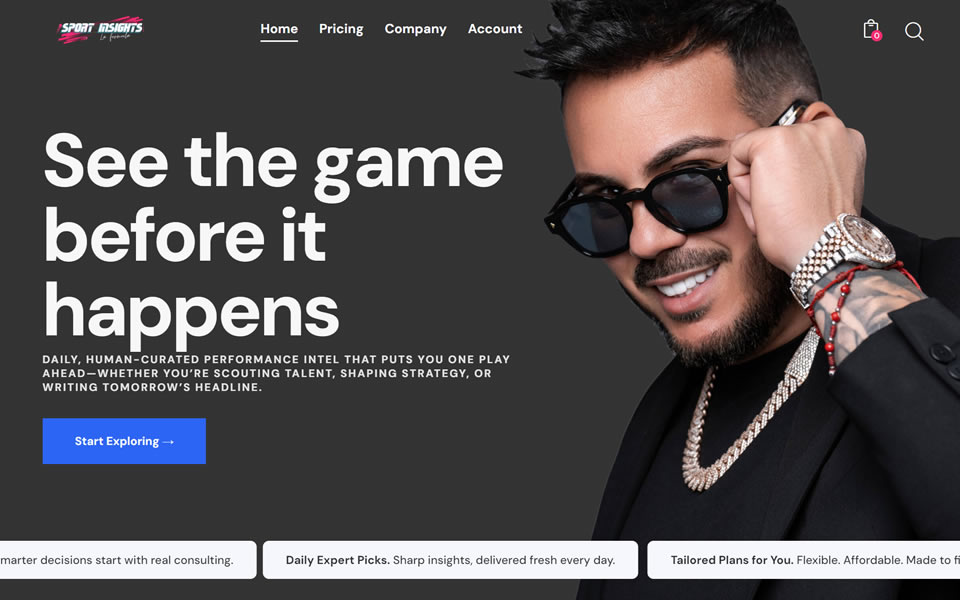 SPORT INSIGHTS
La formula
Home Pricing Company Account
0
See the game
before it
happens
DAILY, HUMAN-CURATED PERFORMANCE INTEL THAT PUTS YOU ONE PLAY
AHEAD—WHETHER YOU’RE SCOUTING TALENT, SHAPING STRATEGY, OR
WRITING TOMORROW’S HEADLINE.
Start Exploring →
marter decisions start with real consulting. Daily Expert Picks. Sharp insights, delivered fresh every day. Tailored Plans for You. Flexible. Affordable. Made to fi